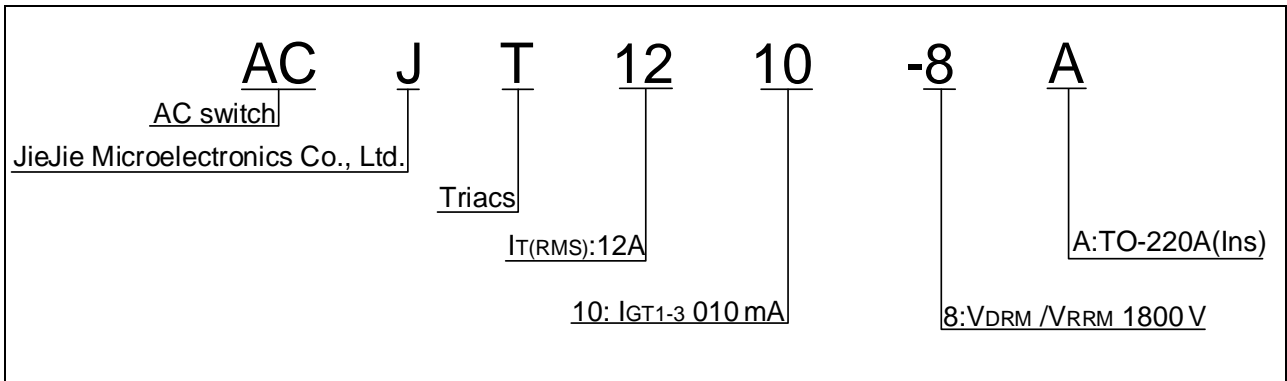 AC J T 12 10 -8 A
AC switch
JieJie Microelectronics Co., Ltd.
Triacs
IT(RMS):12A
A:TO-220A(Ins)
10: IGT1-3 010 mA
8:VDRM /VRRM 1800 V